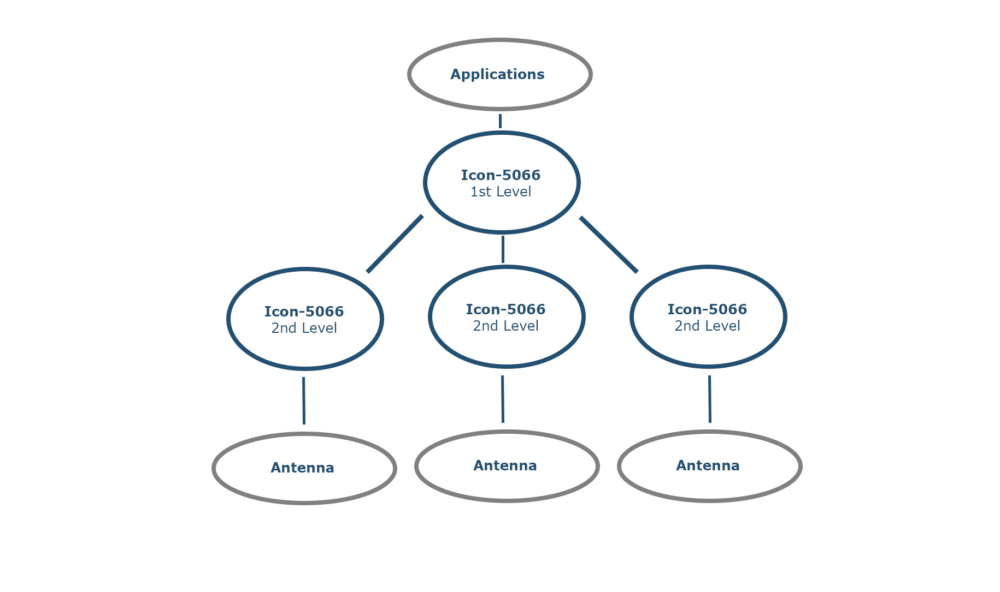 Applications
Icon-5066
1st Level
Icon-5066
2nd Level
Icon-5066
2nd Level
Icon-5066
2nd Level
Antenna
Antenna
Antenna